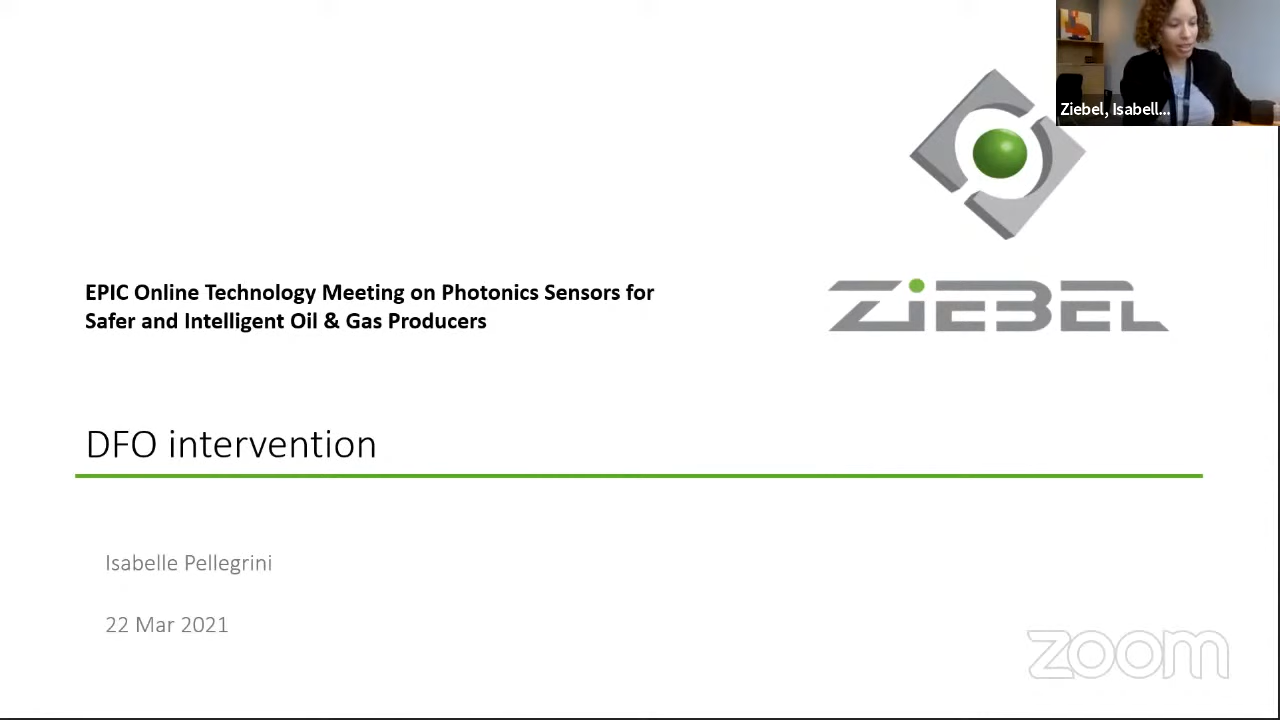 Ziebel, Isabell...
ZIEBEL
EPIC Online Technology Meeting on Photonics Sensors for
Safer and Intelligent Oil & Gas Producers
DFO intervention
Isabelle Pellegrini
22 Mar 2021
zoom